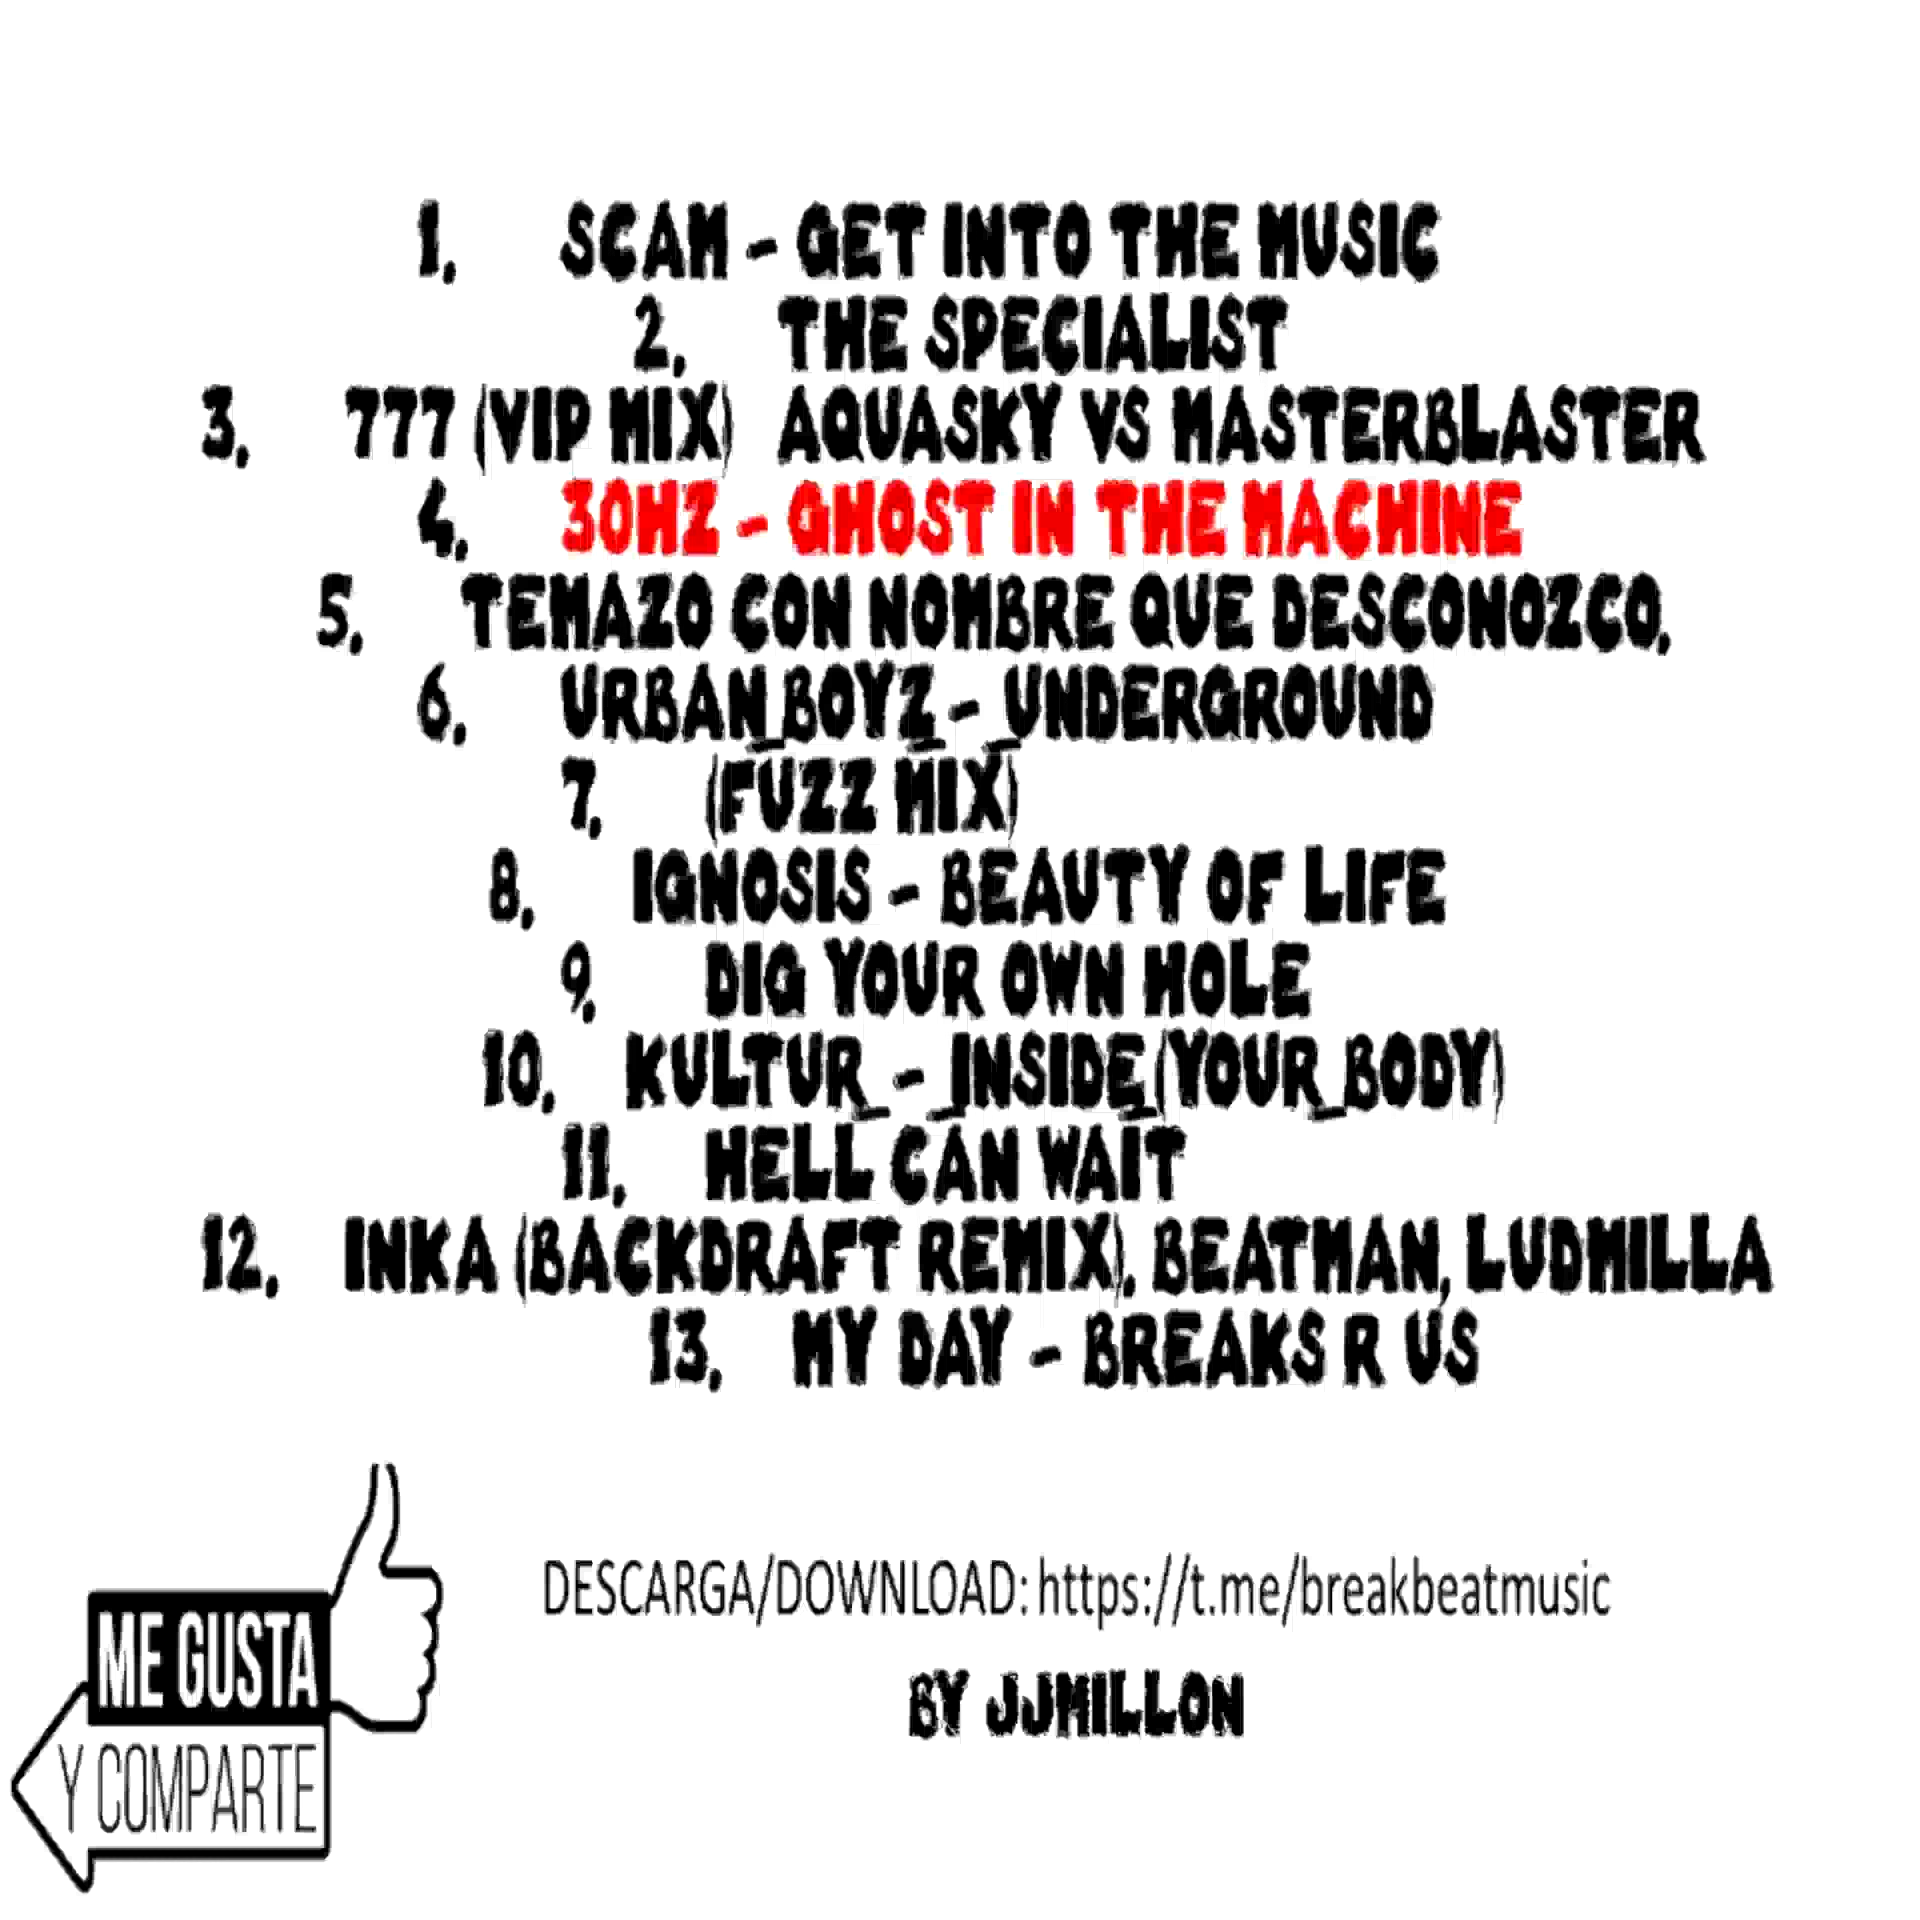 1. SCAM - GET INTO THE MUSIC
2. THE SPECIALIST
3. 777 (VIP MIX) AQUASKY VS MASTERBLASTER
4. 30HZ - GHOST IN THE MACHINE
5. TEMAZO CON NOMBRE QUE DESCONOZCO.
6. URBAN_BOYZ_-_UNDERGROUND
7. (FUZZ MIX)
8. IGNOSIS - BEAUTY OF LIFE
9. DIG YOUR OWN HOLE
10. KULTUR_-_INSIDE_(YOUR_BODY)
11. HELL CAN WAIT
12. INKA (BACKDRAFT REMIX). BEATMAN, LUDMILLA
13. MY DAY - BREAKS R US
DESCARGA/DOWNLOAD: https://t.me/breakbeatmusic
BY JJMILLON
ME GUSTA
Y COMPARTE